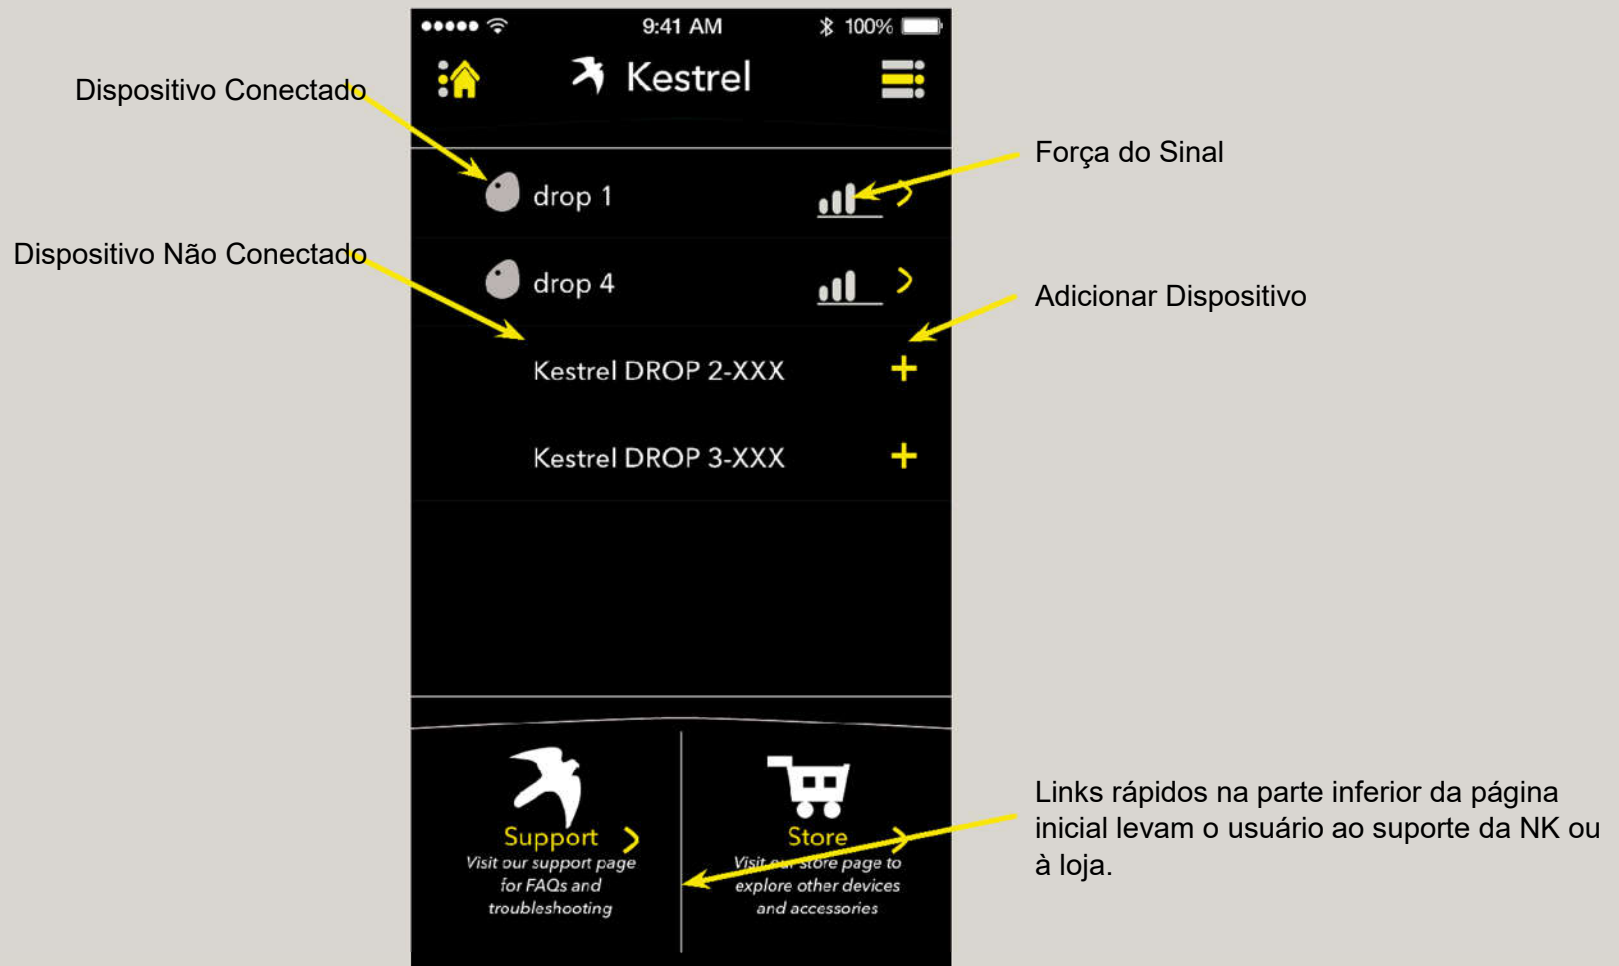 9:41 AM
100%
Kestrel
Dispositivo Conectado
Força do Sinal
drop 1
Dispositivo Não Conectado
drop 4
Adicionar Dispositivo
Kestrel DROP 2-XXX
Kestrel DROP 3-XXX
Support
Visit our support page
for FAQs and
troubleshooting
Store
Visit our store page to
explore other devices
and accessories
Links rápidos na parte inferior da página
inicial levam o usuário ao suporte da NK ou
à loja.